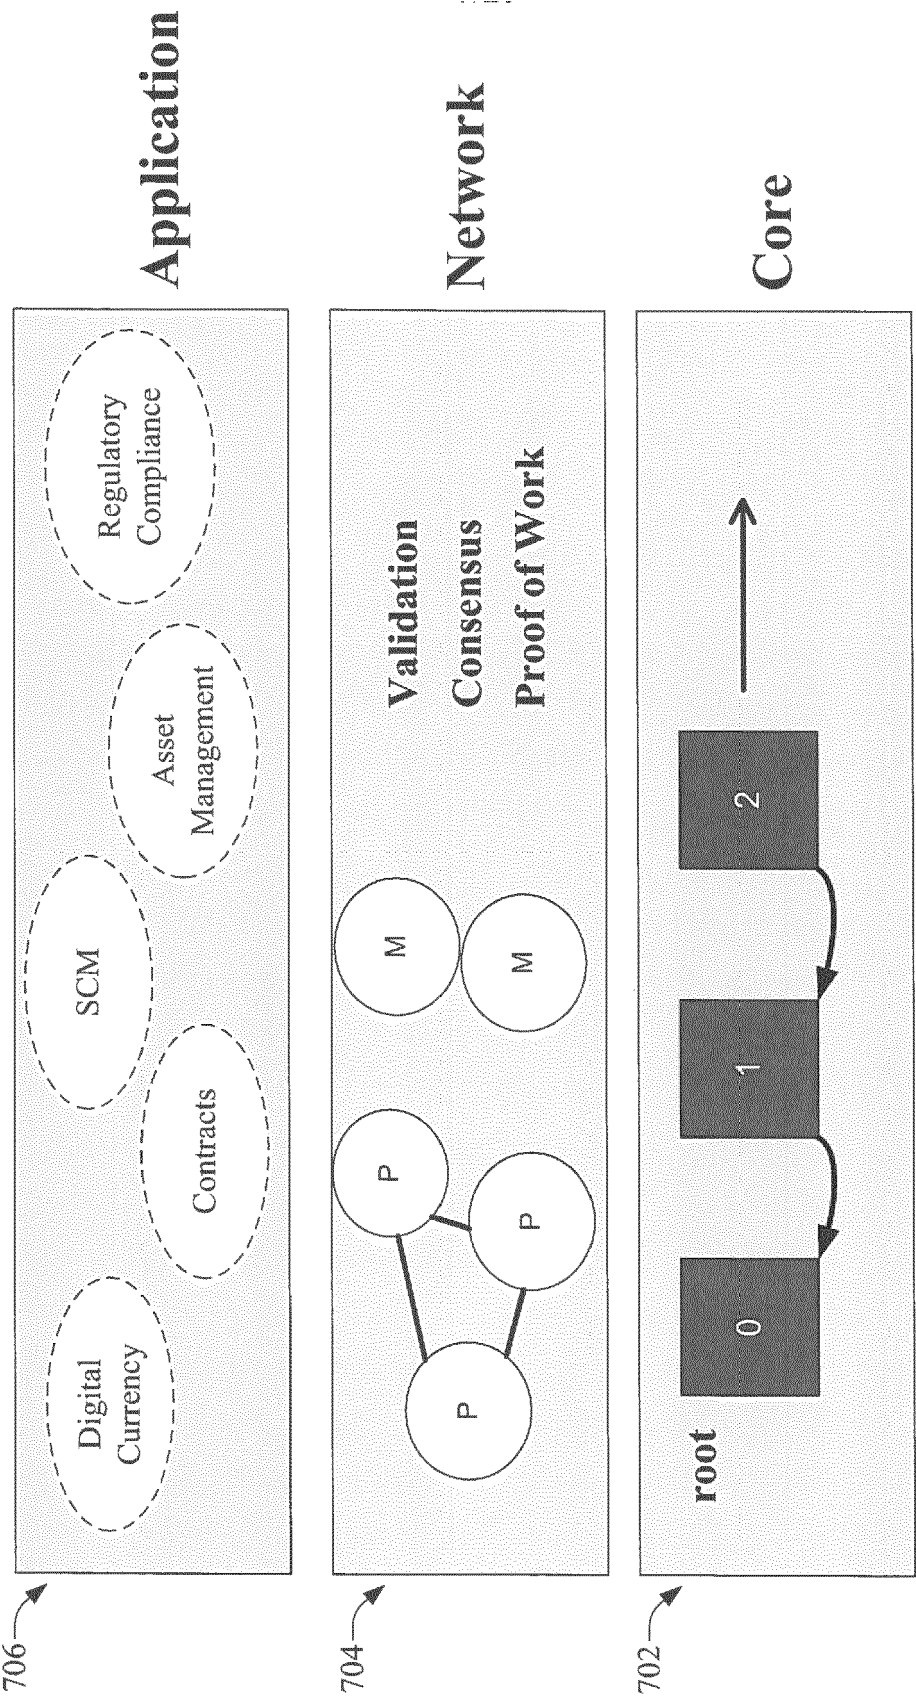 706
Digital
Currency
Contracts
SCM
Asset
Management
Regulatory
Compliance
Application
704
P
P
P
M
M
Validation
Consensus
Proof of Work
Network
702
root
0
1
2
Core